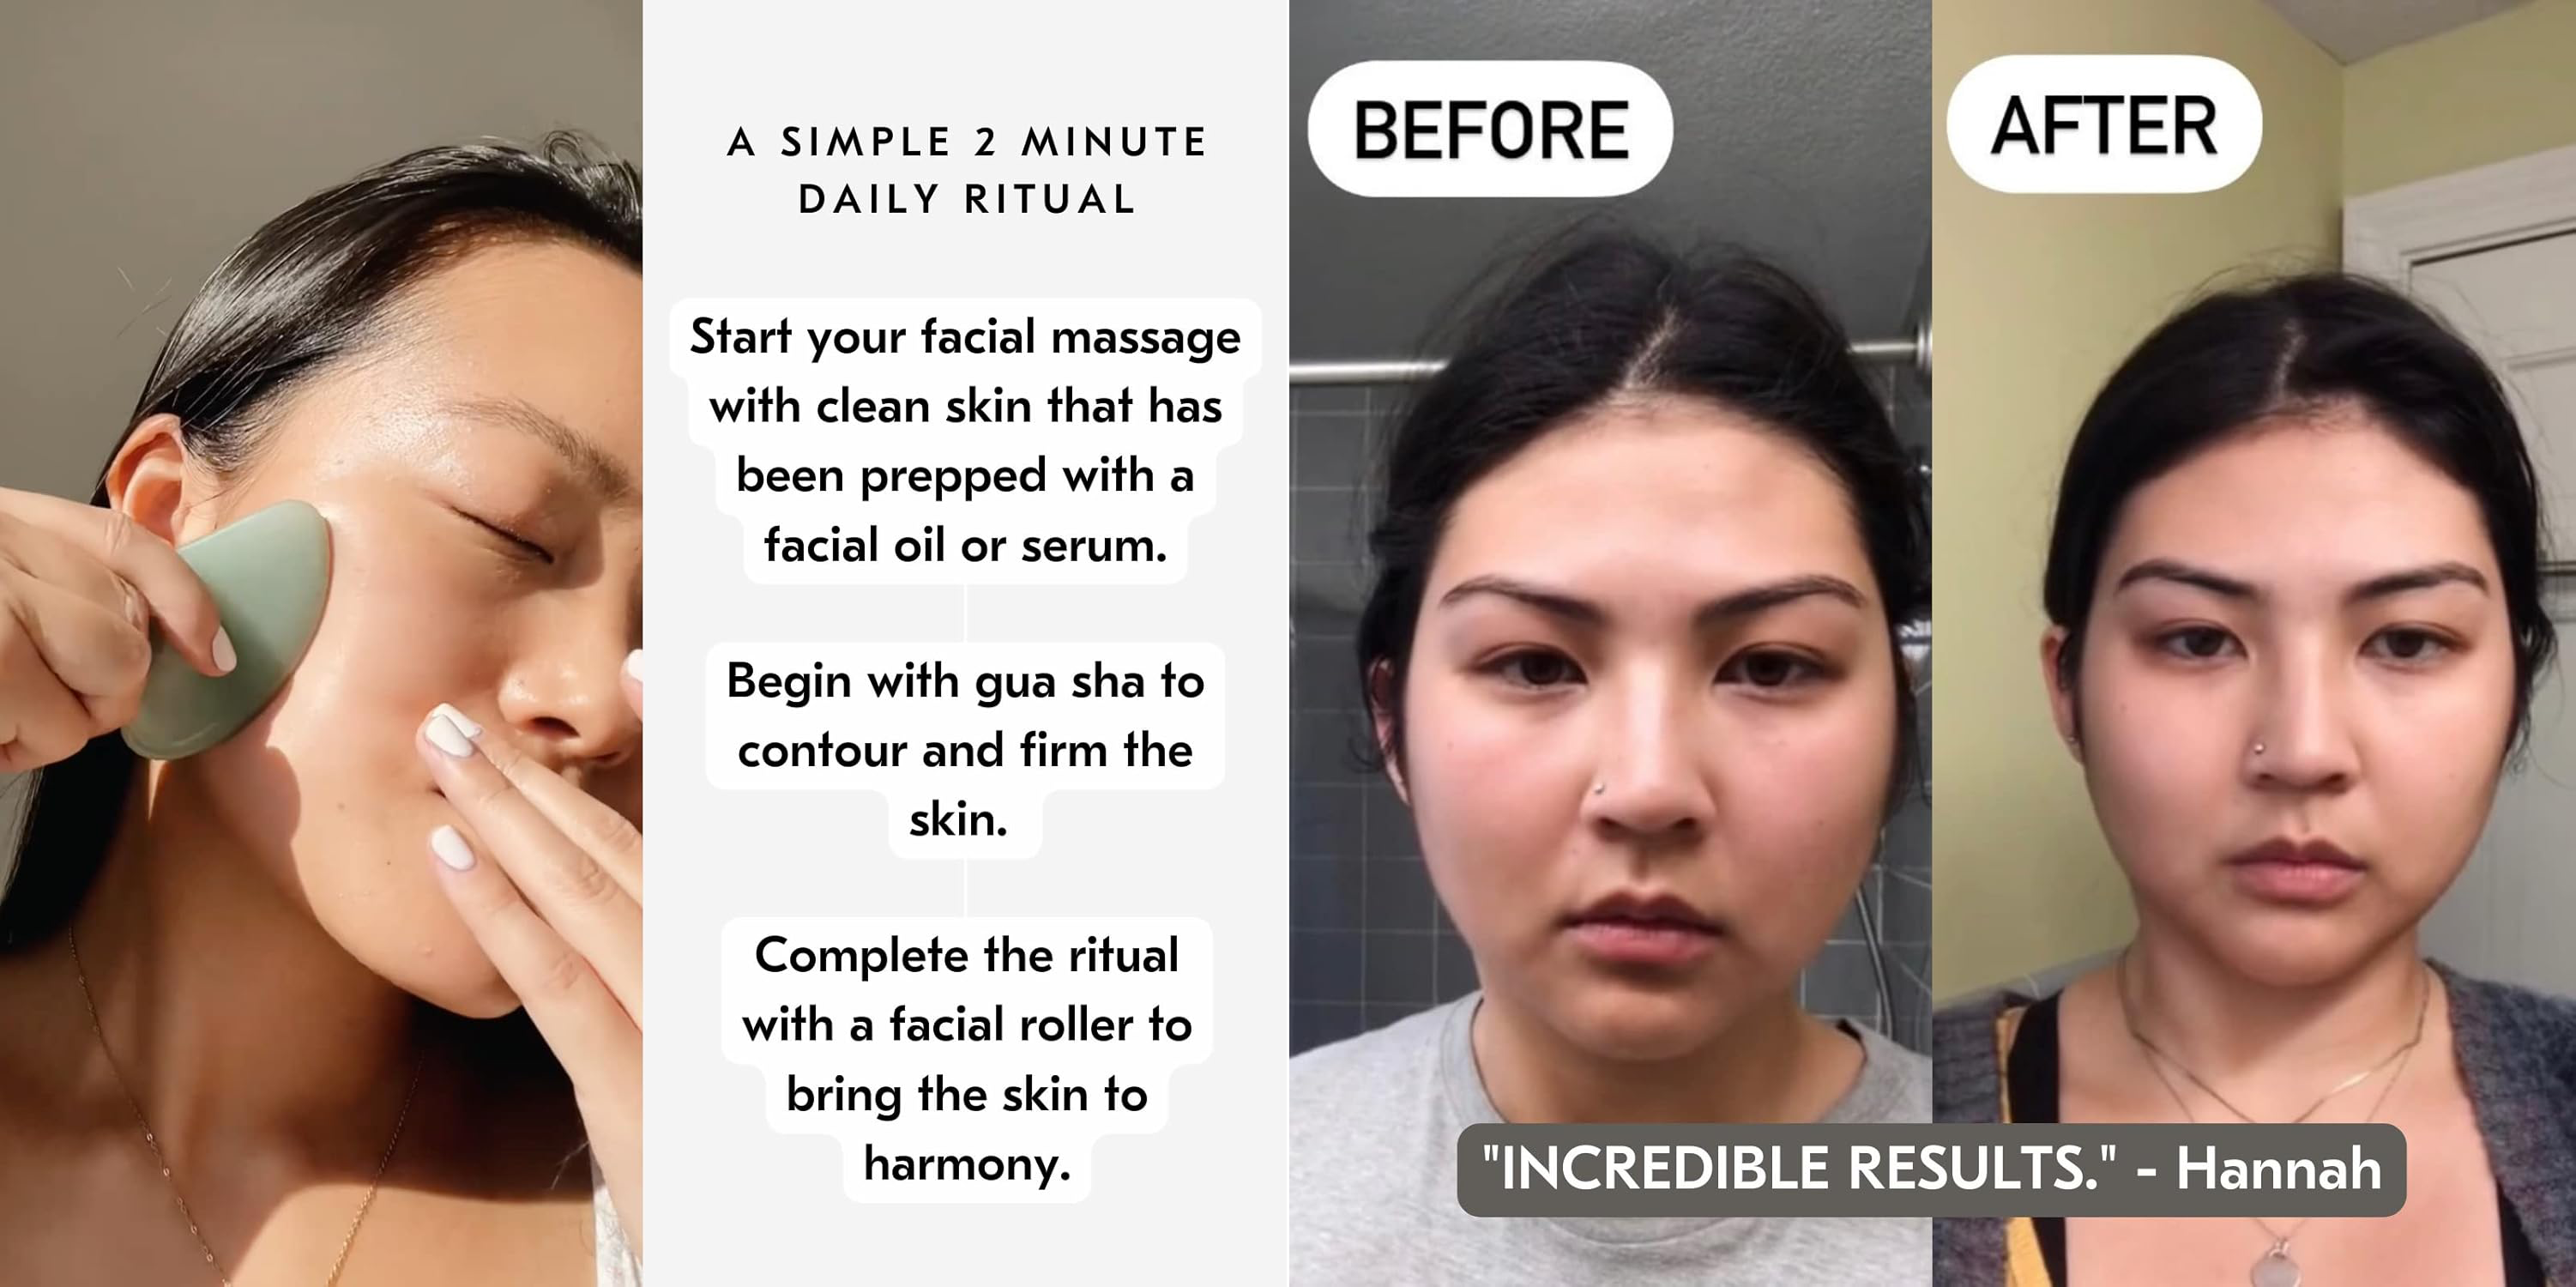 A SIMPLE 2 MINUTE
DAILY RITUAL
Start your facial massage
with clean skin that has
been prepped with a
facial oil or serum.
Begin with gua sha to
contour and firm the
skin.
Complete the ritual
with a facial roller to
bring the skin to
harmony.
BEFORE
AFTER
"INCREDIBLE RESULTS." - Hannah